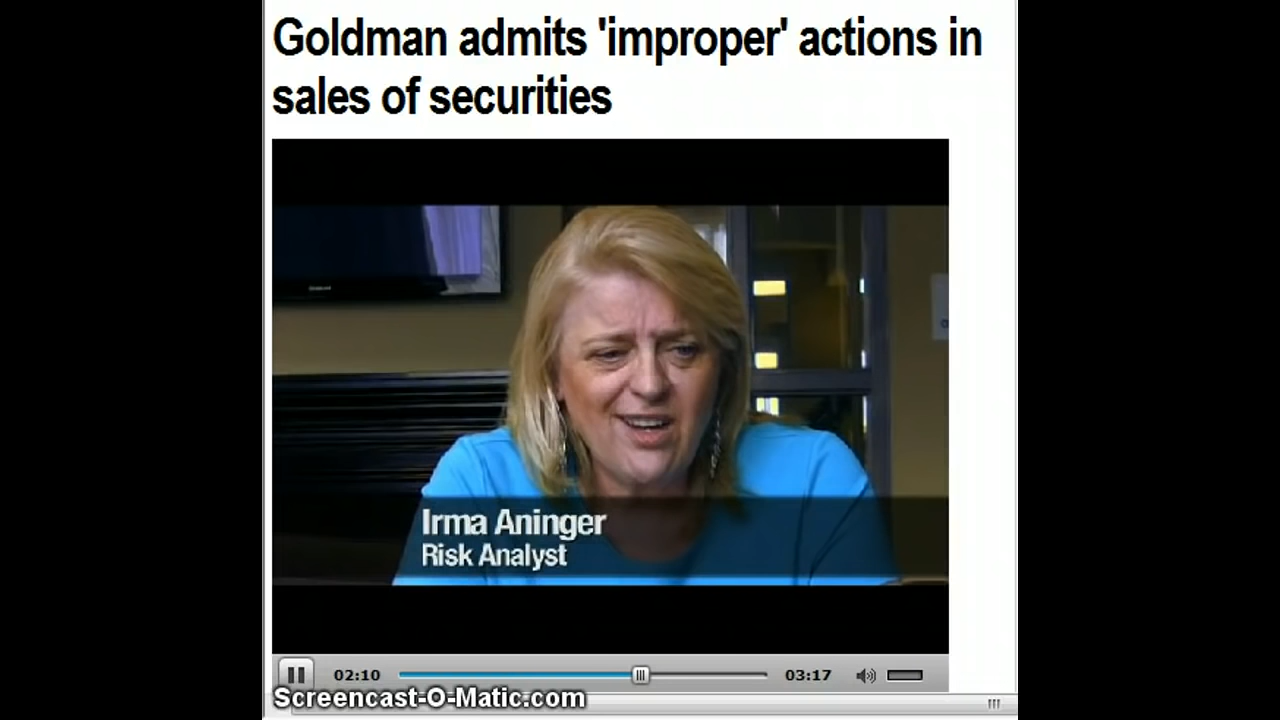 Goldman admits 'improper' actions in
sales of securities
Irma Aninger
Risk Analyst
02:10
03:17
Screencast-O-Matic.com